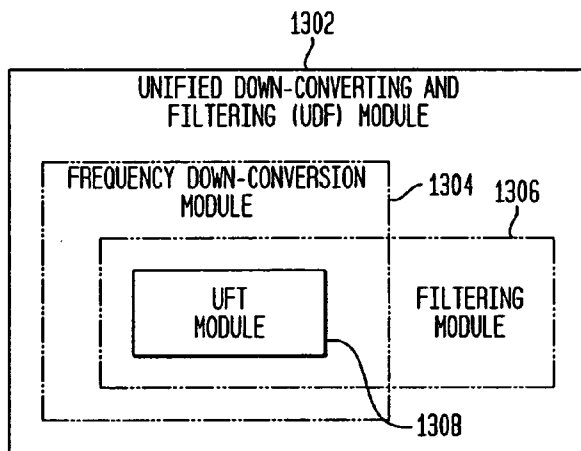 1302
UNIFIED DOWN-CONVERTING AND
FILTERING (UDF) MODULE
FREQUENCY DOWN-CONVERSION
MODULE
1304
1306
UFT
MODULE
FILTERING
MODULE
1308